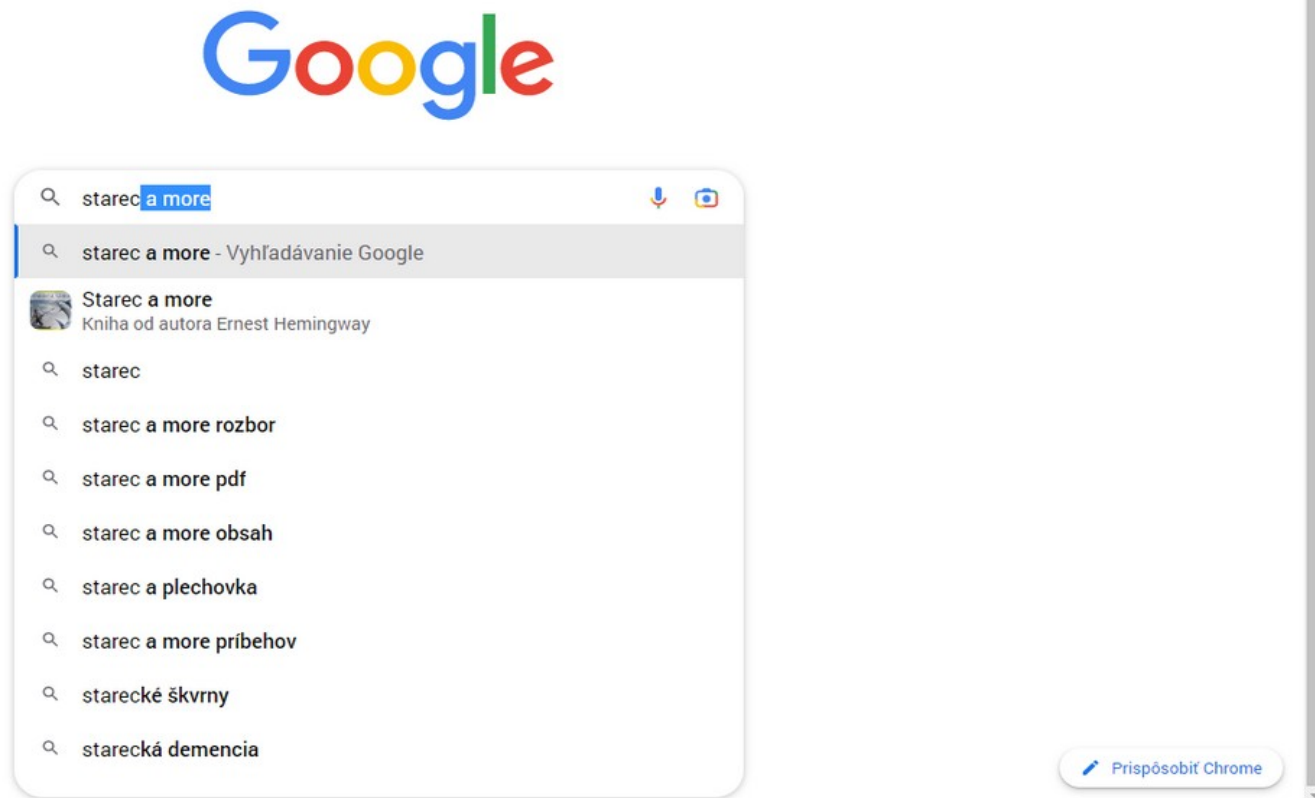 Google
starec a more
starec a more - Vyhľadávanie Google
Starec a more
Kniha od autora Ernest Hemingway
starec
starec a more rozbor
starec a more pdf
starec a more obsah
starec a plechovka
starec a more príbehov
starecké škvrny
starecká demencia
Prispôsobiť Chrome